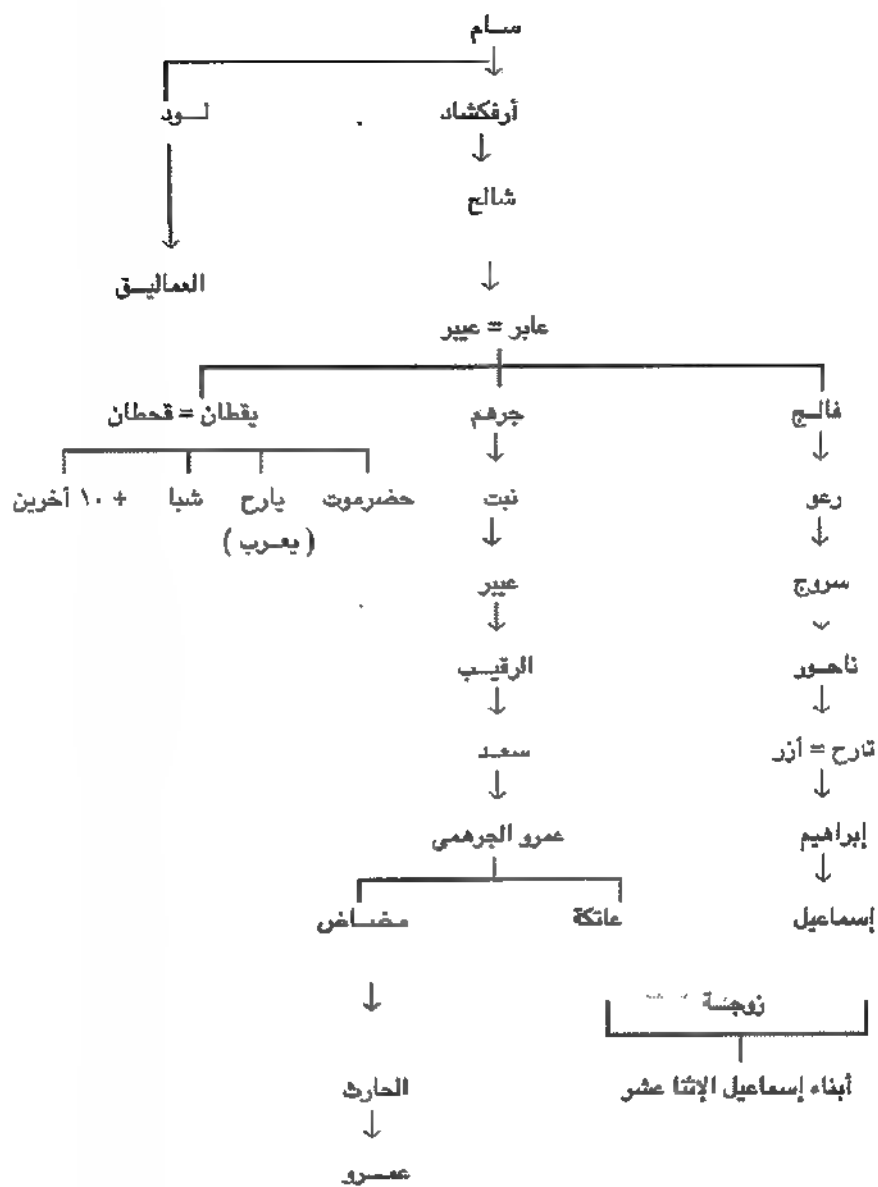 سام
أرفكشاد لود
شالح
العماليق
عابر = عيبر
فالج جرهم يقطان = قحطان
رعو نبت حضرموت يارح شبا + ١٠ أخرين
( يعرب )
سروج عيبر
ناحور الرقيب
تارح = أزر سعد
إبراهيم عمرو الجرهمى
إسماعيل عاتكة مضاض
زوجة
أبناء إسماعيل الإثنا عشر الحارث
عمرو